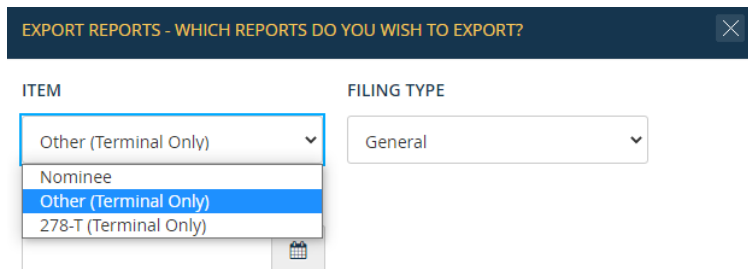 EXPORT REPORTS - WHICH REPORTS DO YOU WISH TO EXPORT?
ITEM FILING TYPE
Other (Terminal Only) General
Nominee
Other (Terminal Only)
278-T (Terminal Only)